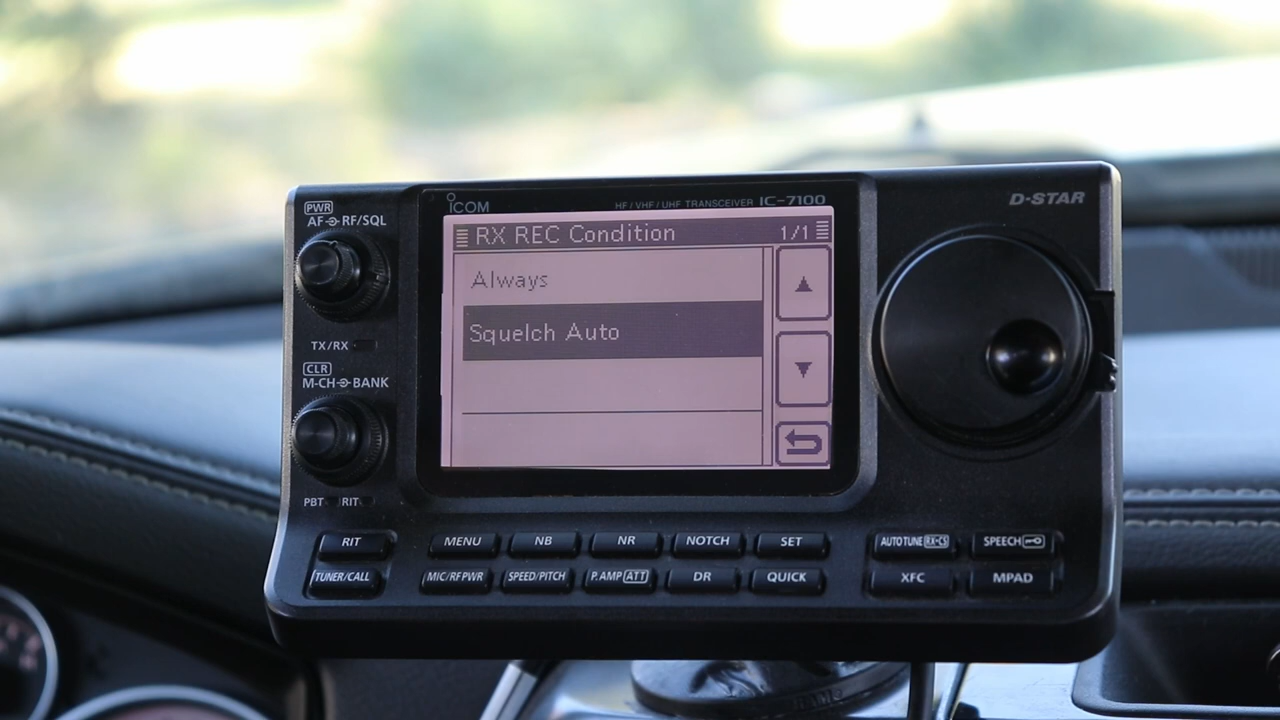 PWR
AF RF/SQL
ICOM
HF/VHF/UHF TRANSCEIVER IC-7100
D-STAR
RX REC Condition 1/1
Always
Squelch Auto
TX/RX
CLR
M-CH BANK
PBT RIT
RIT
MENU
NB
NR
NOTCH
SET
AUTO TUNE RX-CS
SPEECH
TUNER/CALL
MIC/RF PWR
SPEED/PITCH
P.AMP ATT
DR
QUICK
XFC
MPAD